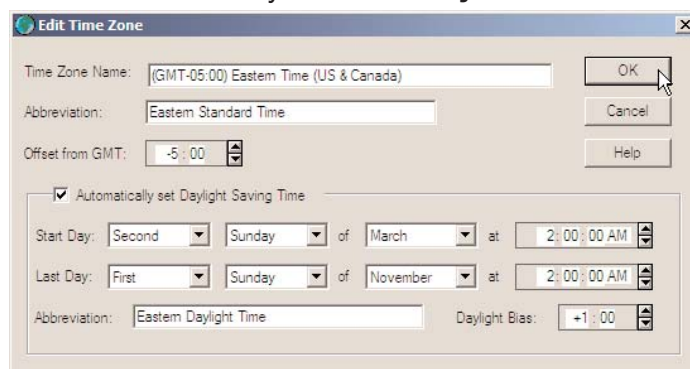 Edit Time Zone
Time Zone Name: (GMT-05:00) Eastern Time (US & Canada) OK
Abbreviation: Eastern Standard Time Cancel
Offset from GMT: -5 : 00 Help
Automatically set Daylight Saving Time
Start Day: Second Sunday of March at 2: 00 : 00 AM
Last Day: First Sunday of November at 2: 00 : 00 AM
Abbreviation: Eastern Daylight Time Daylight Bias: +1 : 00